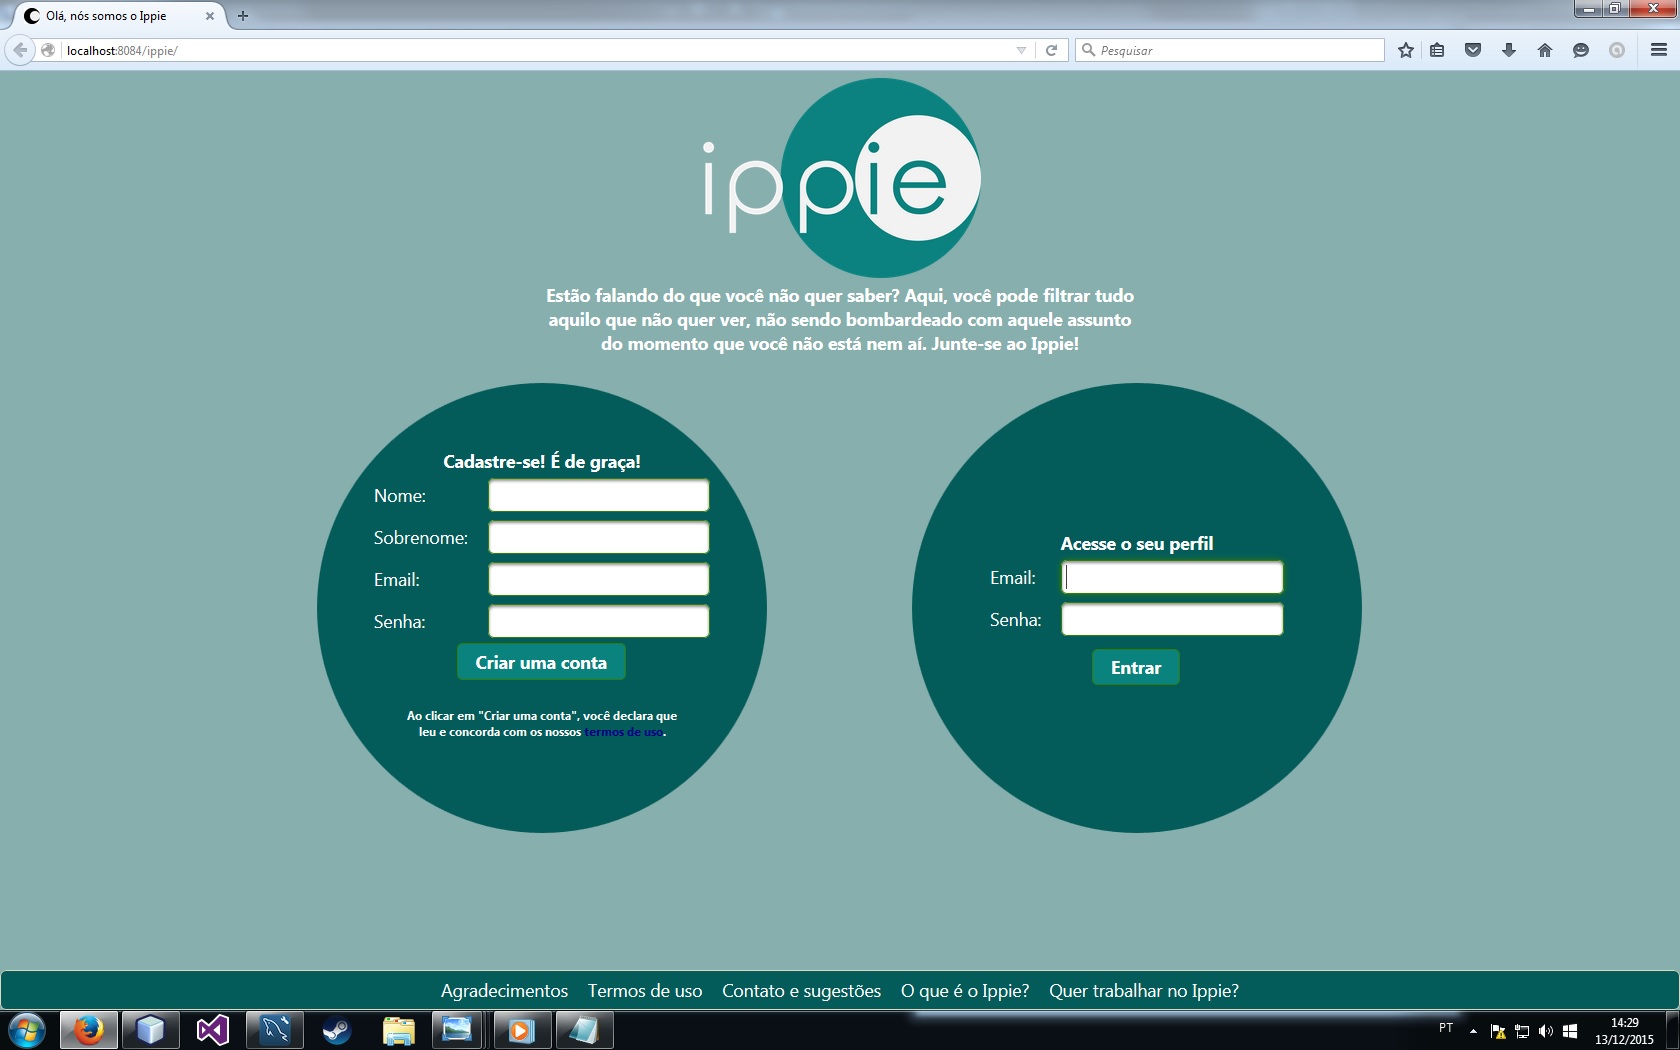 Olá, nós somos o Ippie
localhost:8084/ippie/
Pesquisar
ippie
Estão falando do que você não quer saber? Aqui, você pode filtrar tudo
aquilo que não quer ver, não sendo bombardeado com aquele assunto
do momento que você não está nem aí. Junte-se ao Ippie!
Cadastre-se! É de graça!
Nome:
Sobrenome:
Email:
Senha:
Criar uma conta
Ao clicar em "Criar uma conta", você declara que
leu e concorda com os nossos termos de uso.
Acesse o seu perfil
Email:
Senha:
Entrar
Agradecimentos Termos de uso Contato e sugestões O que é o Ippie? Quer trabalhar no Ippie?
PT
14:29
13/12/2015